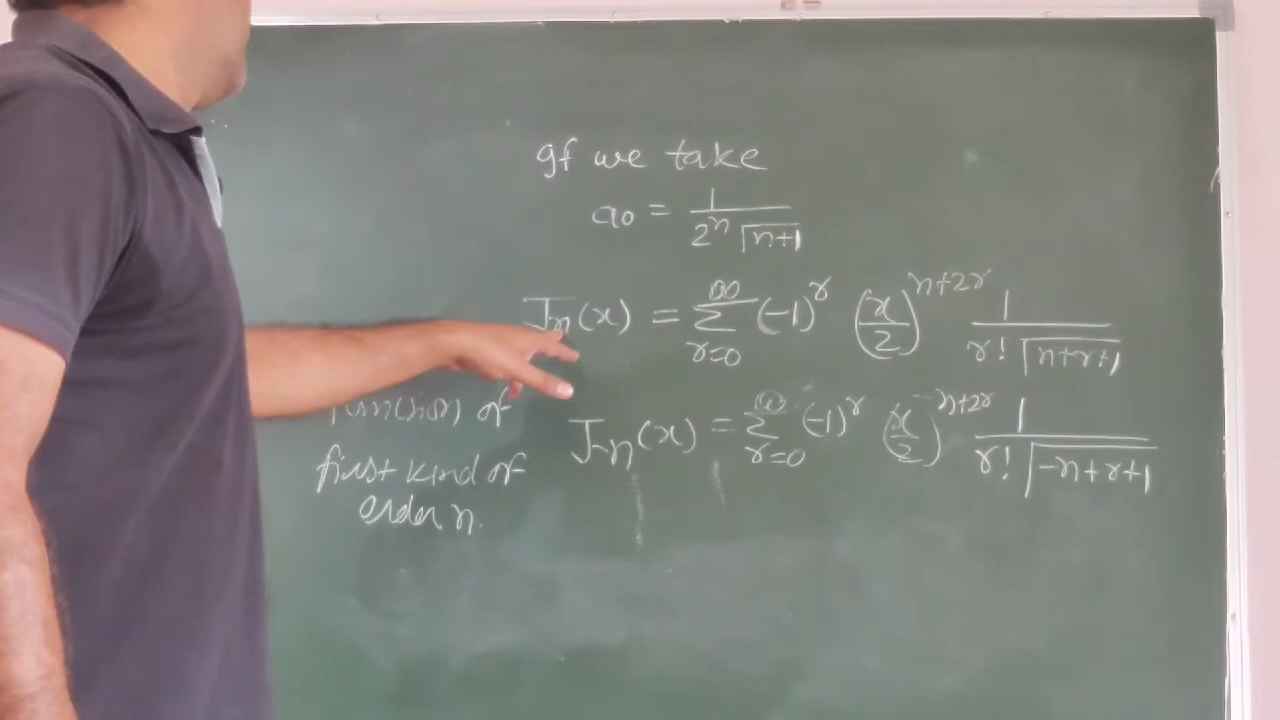 gf we take
a₀ = 1 / (2ⁿ √(n+1))
Jₙ(x) = Σ_{r=0}^{∞} (-1)^r (x/2)^{n+2r} 1 / (r! Γ(n+r+1))
function of
J₋ₙ(x) = Σ_{r=0}^{∞} (-1)^r (x/2)^{-n+2r} 1 / (r! Γ(-n+r+1))
first kind of
order n.